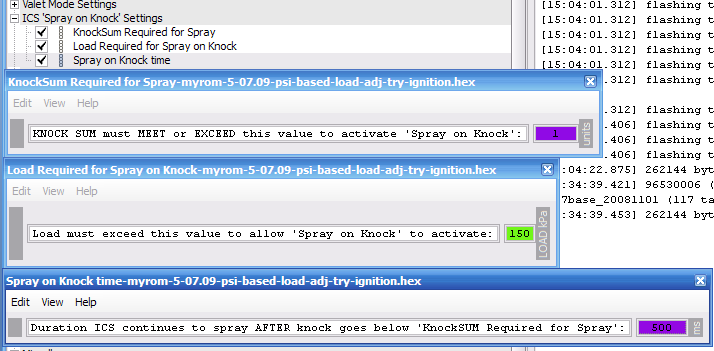 Valet Mode Settings
ICS 'Spray on Knock' Settings
KnockSum Required for Spray
Load Required for Spray on Knock
Spray on Knock time
[15:04:01.312] flashing t
[15:04:01.312] flashing t
[15:04:01.312] flashing t
[15:04:01.312] flashing t
[15:04:01.312] flashing t
KnockSum Required for Spray-myrom-5-07.09-psi-based-load-adj-try-ignition.hex
Edit View Help
KNOCK SUM must MEET or EXCEED this value to activate 'Spray on Knock': 1 units
.312] flashing t
.406] flashing t
.406] flashing t
.406] flashing t
Load Required for Spray on Knock-myrom-5-07.09-psi-based-load-adj-try-ignition.hex
Edit View Help
Load must exceed this value to allow 'Spray on Knock' to activate: 150 LOAD kPa
:04:22.875] 262144 byt
:34:39.421] 96530006 (
7base_20081101 (117 ta
:34:39.453] 262144 byt
Spray on Knock time-myrom-5-07.09-psi-based-load-adj-try-ignition.hex
Edit View Help
Duration ICS continues to spray AFTER knock goes below 'KnockSUM Required for Spray': 500 ms